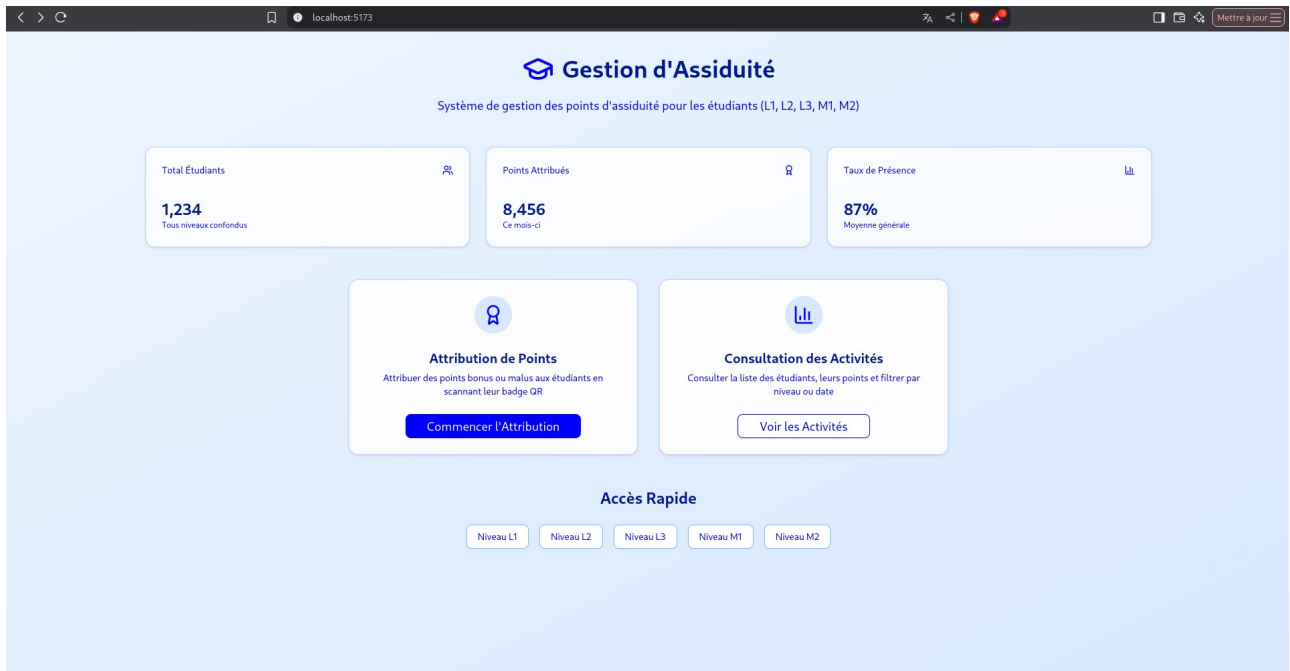 localhost:5173
Mettre à jour
Gestion d'Assiduité
Système de gestion des points d'assiduité pour les étudiants (L1, L2, L3, M1, M2)
Total Étudiants
1,234
Tous niveaux confondus
Points Attribués
8,456
Ce mois-ci
Taux de Présence
87%
Moyenne générale
Attribution de Points
Attribuer des points bonus ou malus aux étudiants en
scannant leur badge QR
Commencer l'Attribution
Consultation des Activités
Consulter la liste des étudiants, leurs points et filtrer par
niveau ou date
Voir les Activités
Accès Rapide
Niveau L1
Niveau L2
Niveau L3
Niveau M1
Niveau M2